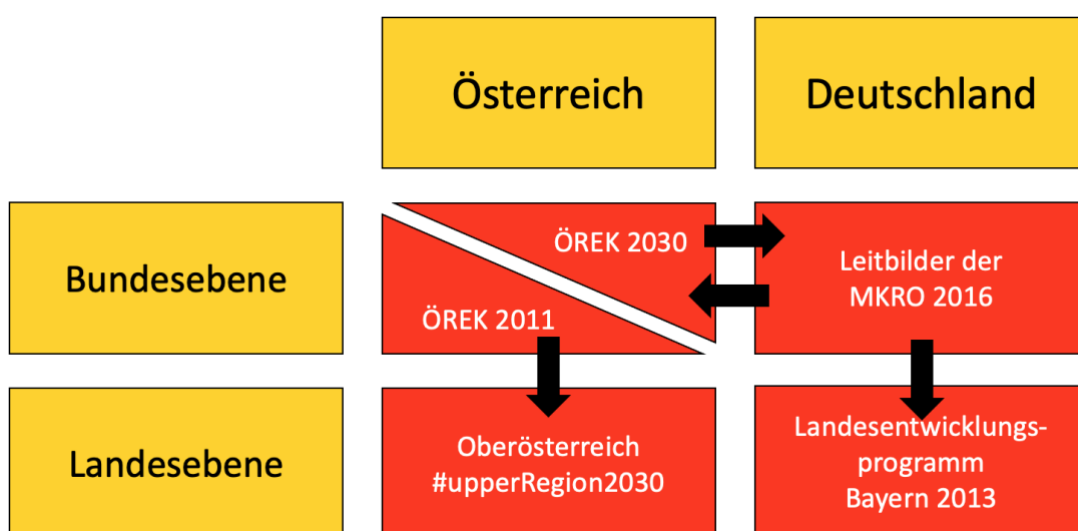 Österreich
Deutschland
Bundesebene
ÖREK 2030
ÖREK 2011
Leitbilder der
MKRO 2016
Landesebene
Oberösterreich
#upperRegion2030
Landesentwicklungs-
programm
Bayern 2013